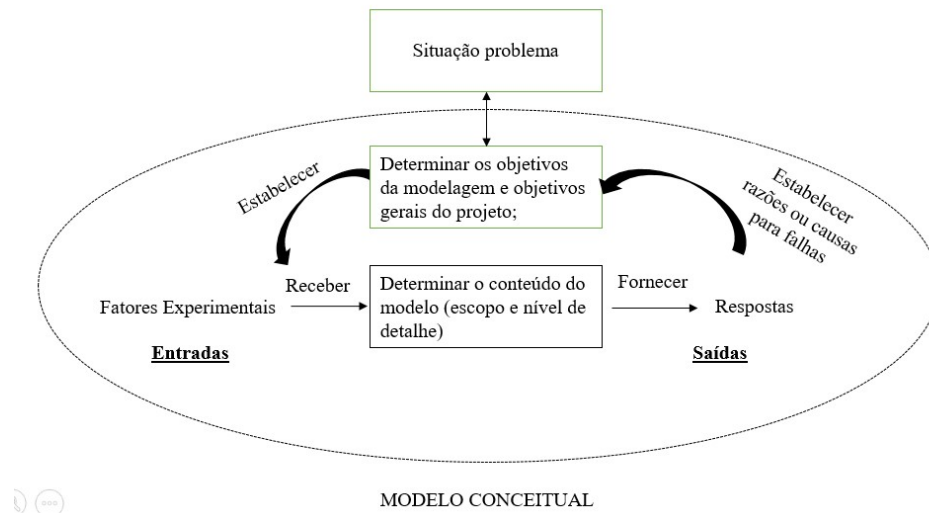 Situação problema
Determinar os objetivos
da modelagem e objetivos
gerais do projeto;
Estabelecer
Estabelecer
razões ou causas
para falhas
Fatores Experimentais
Receber
Determinar o conteúdo do
modelo (escopo e nível de
detalhe)
Fornecer
Respostas
Entradas
Saídas
MODELO CONCEITUAL